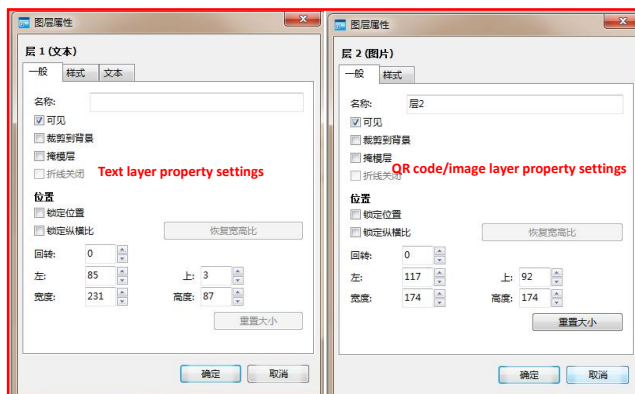 图层属性
层 1 (文本)
一般 样式 文本
名称:
可见
裁剪到背景
掩模层
折线关闭
Text layer property settings
位置
锁定位置
锁定纵横比 恢复宽高比
回转: 0
左: 85 上: 3
宽度: 231 高度: 87
重置大小
确定 取消
图层属性
层 2 (图片)
一般 样式
名称: 层2
可见
裁剪到背景
掩模层
折线关闭
QR code/image layer property settings
位置
锁定位置
锁定纵横比 恢复宽高比
回转: 0
左: 117 上: 92
宽度: 174 高度: 174
重置大小
确定 取消